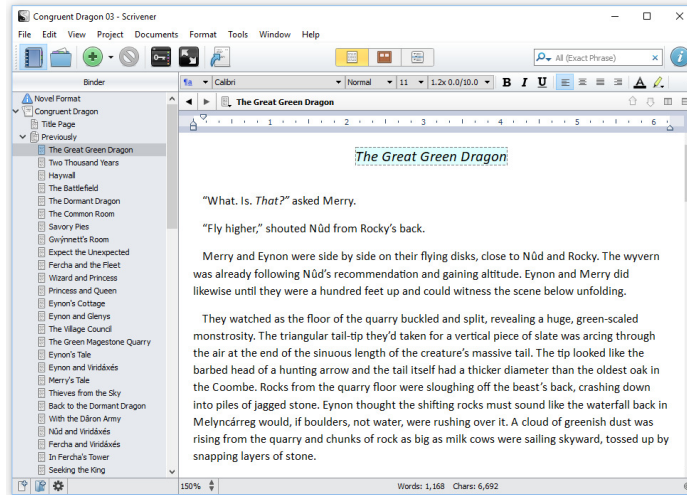 Congruent Dragon 03 - Scrivener
File Edit View Project Documents Format Tools Window Help
All (Exact Phrase)
Binder
Calibri Normal 11 1.2x 0.0/10.0 B I U A
Novel Format
Congruent Dragon
Title Page
Previously
The Great Green Dragon
Two Thousand Years
Haywall
The Battlefield
The Dormant Dragon
The Common Room
Savory Pies
Gwýnnett's Room
Expect the Unexpected
Fercha and the Fleet
Wizard and Princess
Princess and Queen
Eynon's Cottage
Eynon and Glenys
The Village Council
The Green Magestone Quarry
Eynon's Tale
Eynon and Viridáxés
Merry's Tale
Thieves from the Sky
Back to the Dormant Dragon
With the Dâron Army
Nûd and Viridáxés
Fercha and Viridáxés
In Fercha's Tower
Seeking the King
The Great Green Dragon
1 2 3 4 5 6
The Great Green Dragon
“What. Is. That?” asked Merry.
“Fly higher,” shouted Nûd from Rocky’s back.
Merry and Eynon were side by side on their flying disks, close to Nûd and Rocky. The wyvern
was already following Nûd’s recommendation and gaining altitude. Eynon and Merry did
likewise until they were a hundred feet up and could witness the scene below unfolding.
They watched as the floor of the quarry buckled and split, revealing a huge, green-scaled
monstrosity. The triangular tail-tip they’d taken for a vertical piece of slate was arcing through
the air at the end of the sinuous length of the creature’s massive tail. The tip looked like the
barbed head of a hunting arrow and the tail itself had a thicker diameter than the oldest oak in
the Coombe. Rocks from the quarry floor were sloughing off the beast’s back, crashing down
into piles of jagged stone. Eynon thought the shifting rocks must sound like the waterfall back in
Melyncárreg would, if boulders, not water, were rushing over it. A cloud of greenish dust was
rising from the quarry and chunks of rock as big as milk cows were sailing skyward, tossed up by
snapping layers of stone.
150% Words: 1,168 Chars: 6,692